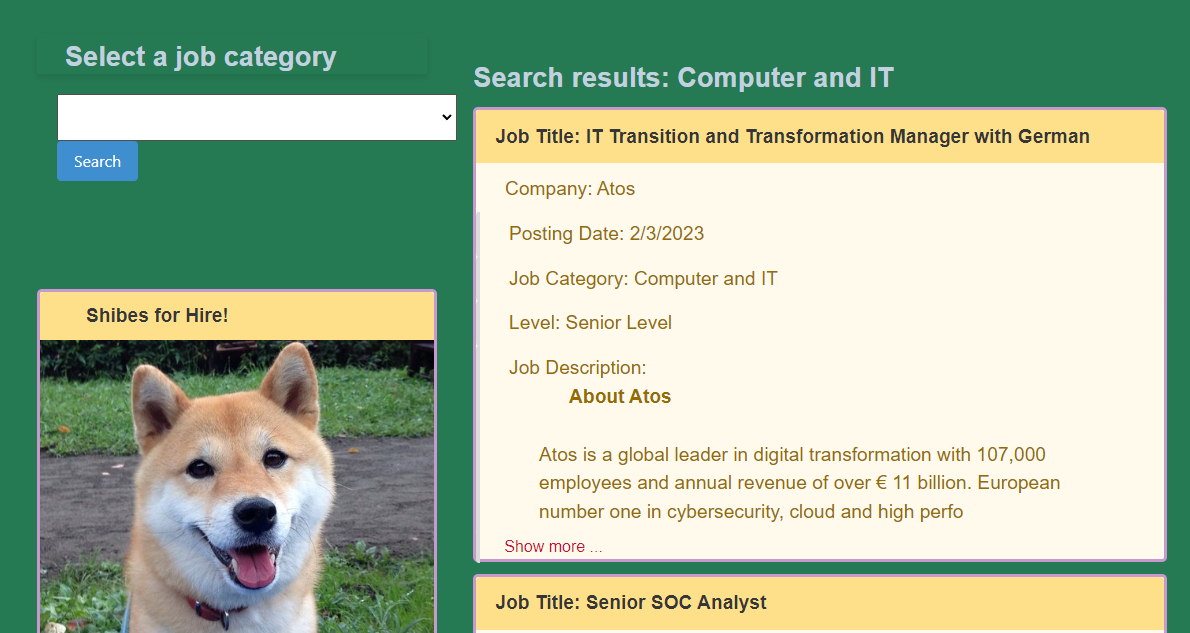 Select a job category
Search
Shibes for Hire!
Search results: Computer and IT
Job Title: IT Transition and Transformation Manager with German
Company: Atos
Posting Date: 2/3/2023
Job Category: Computer and IT
Level: Senior Level
Job Description:
About Atos
Atos is a global leader in digital transformation with 107,000
employees and annual revenue of over € 11 billion. European
number one in cybersecurity, cloud and high perfo
Show more ...
Job Title: Senior SOC Analyst